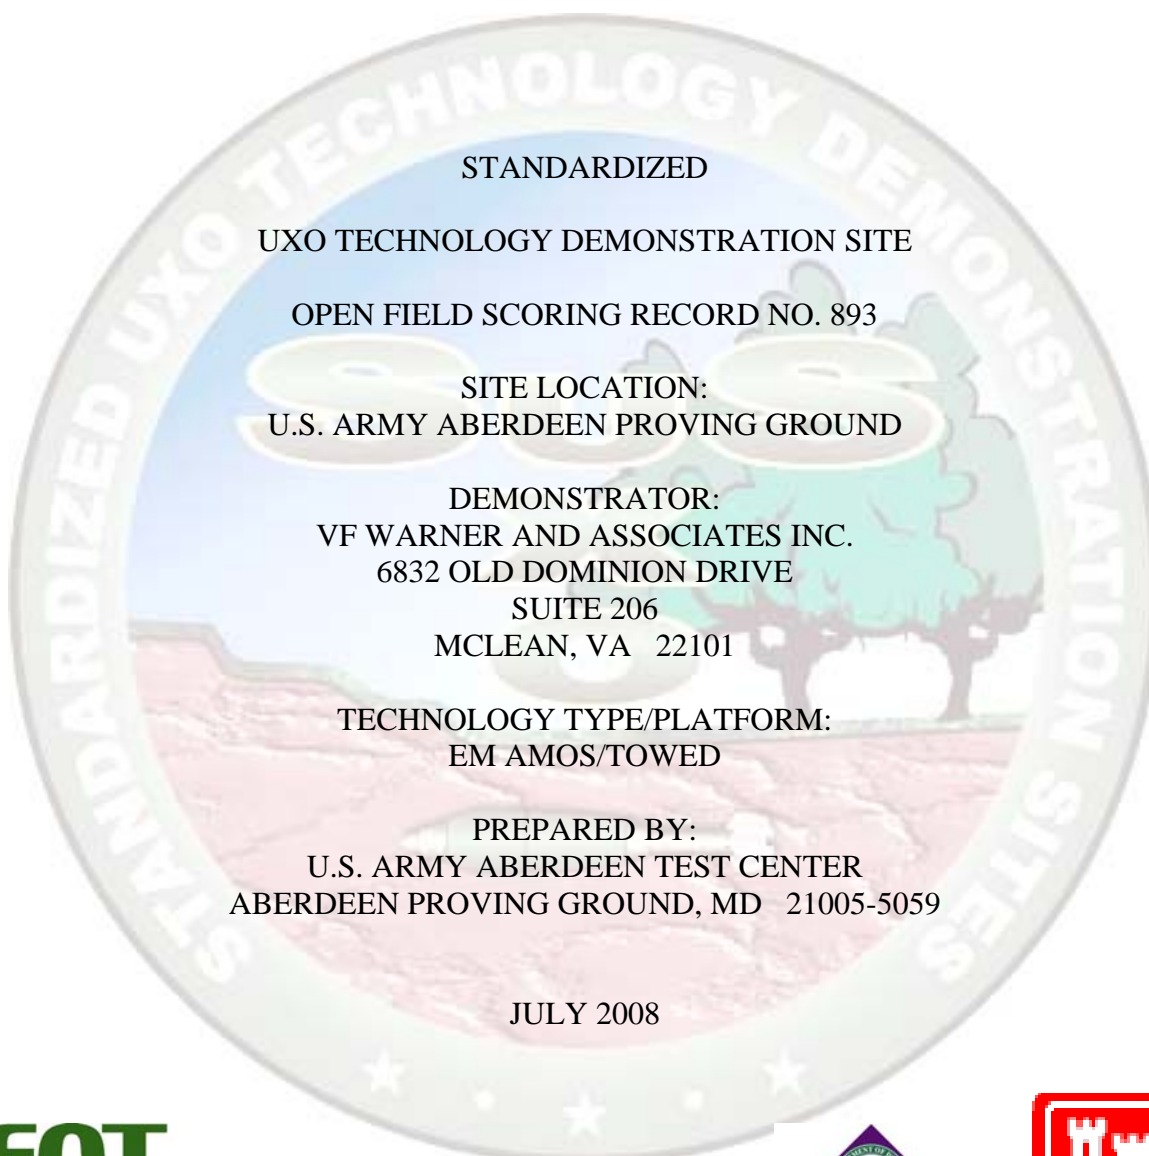 STANDARDIZED UXO TECHNOLOGY DEMONSTRATION SITES
STANDARDIZED
UXO TECHNOLOGY DEMONSTRATION SITE
OPEN FIELD SCORING RECORD NO. 893
SITE LOCATION:
U.S. ARMY ABERDEEN PROVING GROUND
DEMONSTRATOR:
VF WARNER AND ASSOCIATES INC.
6832 OLD DOMINION DRIVE
SUITE 206
MCLEAN, VA 22101
TECHNOLOGY TYPE/PLATFORM:
EM AMOS/TOWED
PREPARED BY:
U.S. ARMY ABERDEEN TEST CENTER
ABERDEEN PROVING GROUND, MD 21005-5059
JULY 2008